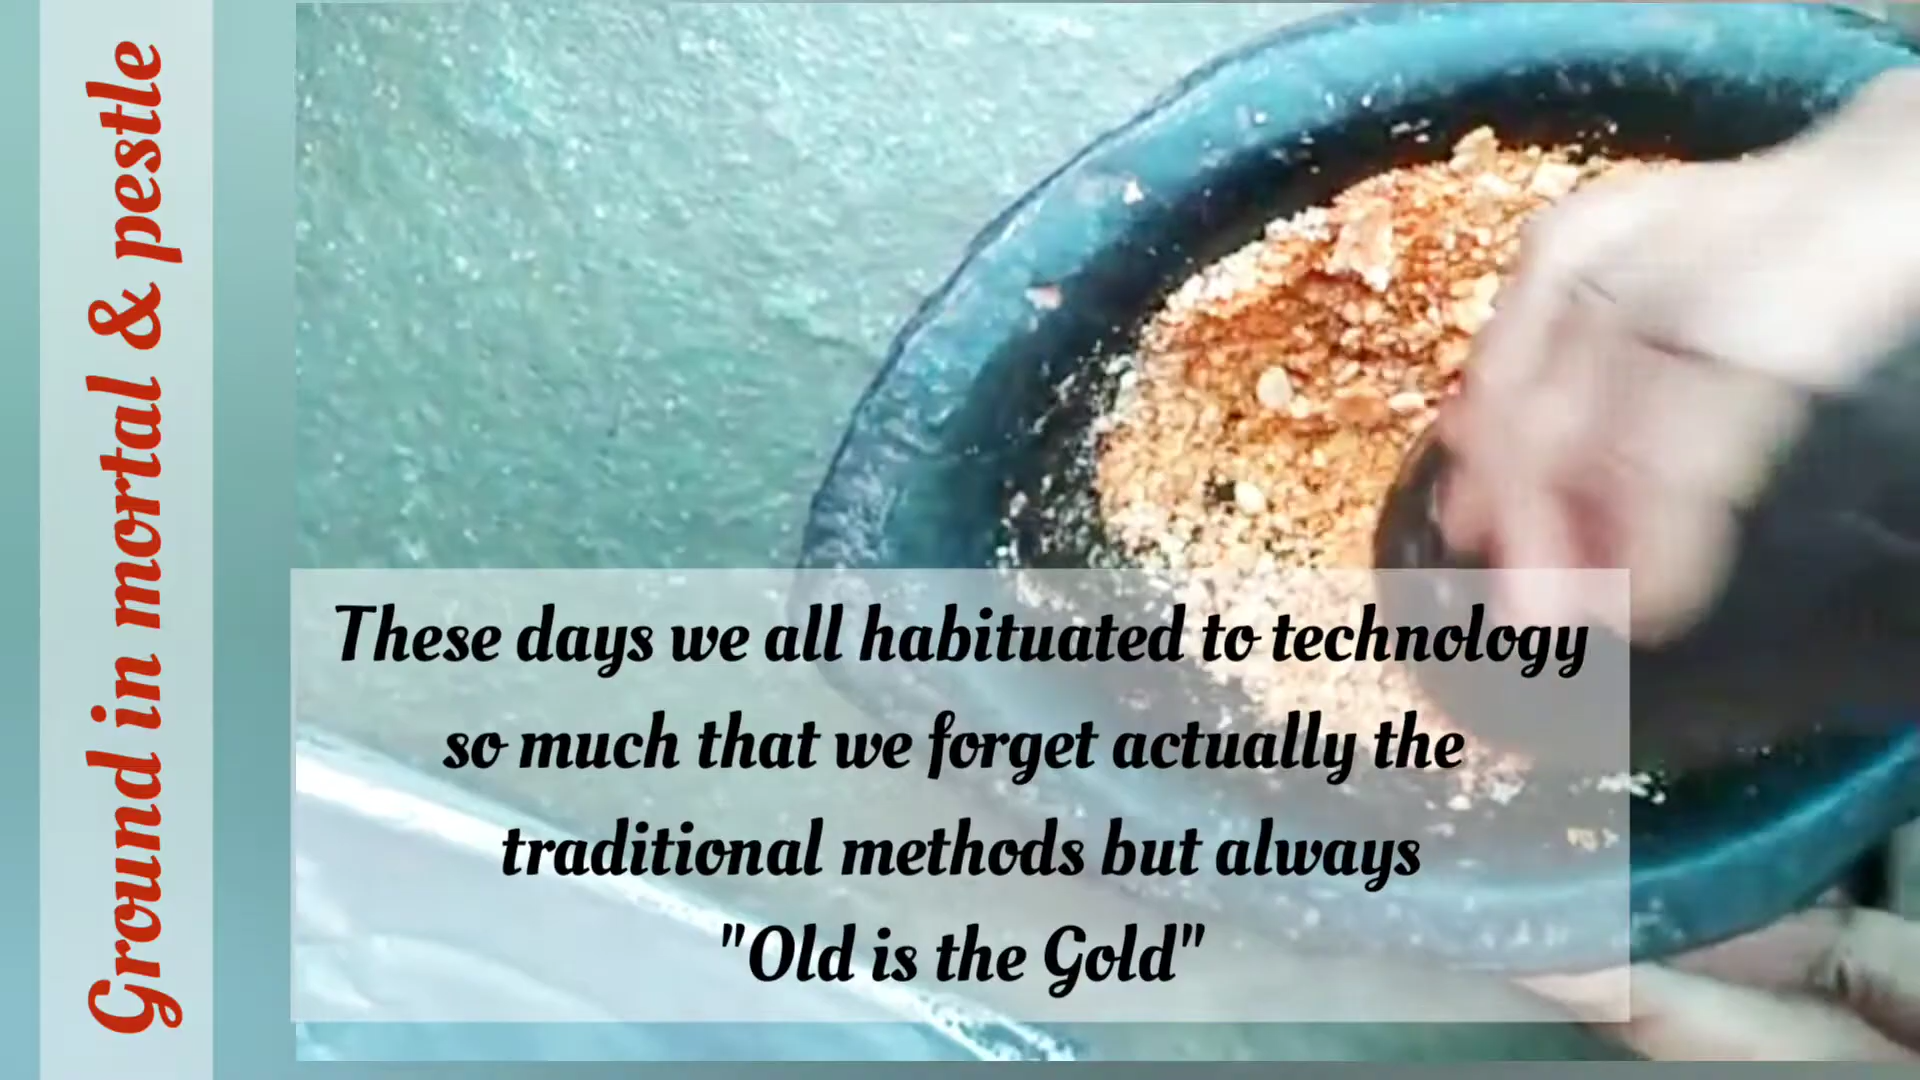 Ground in mortal & pestle
These days we all habituated to technology
so much that we forget actually the
traditional methods but always
"Old is the Gold"